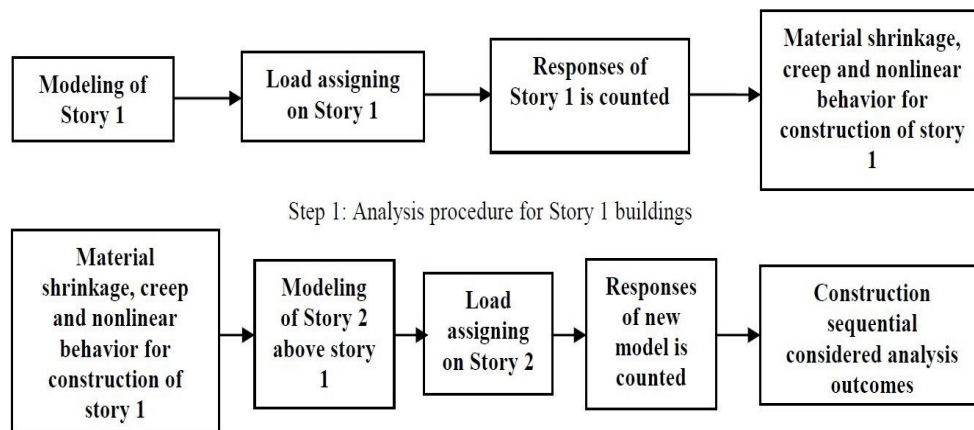 Modeling of
Story 1
Load assigning
on Story 1
Responses of
Story 1 is counted
Material shrinkage,
creep and nonlinear
behavior for
construction of story
1
Step 1: Analysis procedure for Story 1 buildings
Material
shrinkage, creep
and nonlinear
behavior for
construction of
story 1
Modeling
of Story 2
above story
1
Load
assigning
on Story 2
Responses
of new
model is
counted
Construction
sequential
considered analysis
outcomes